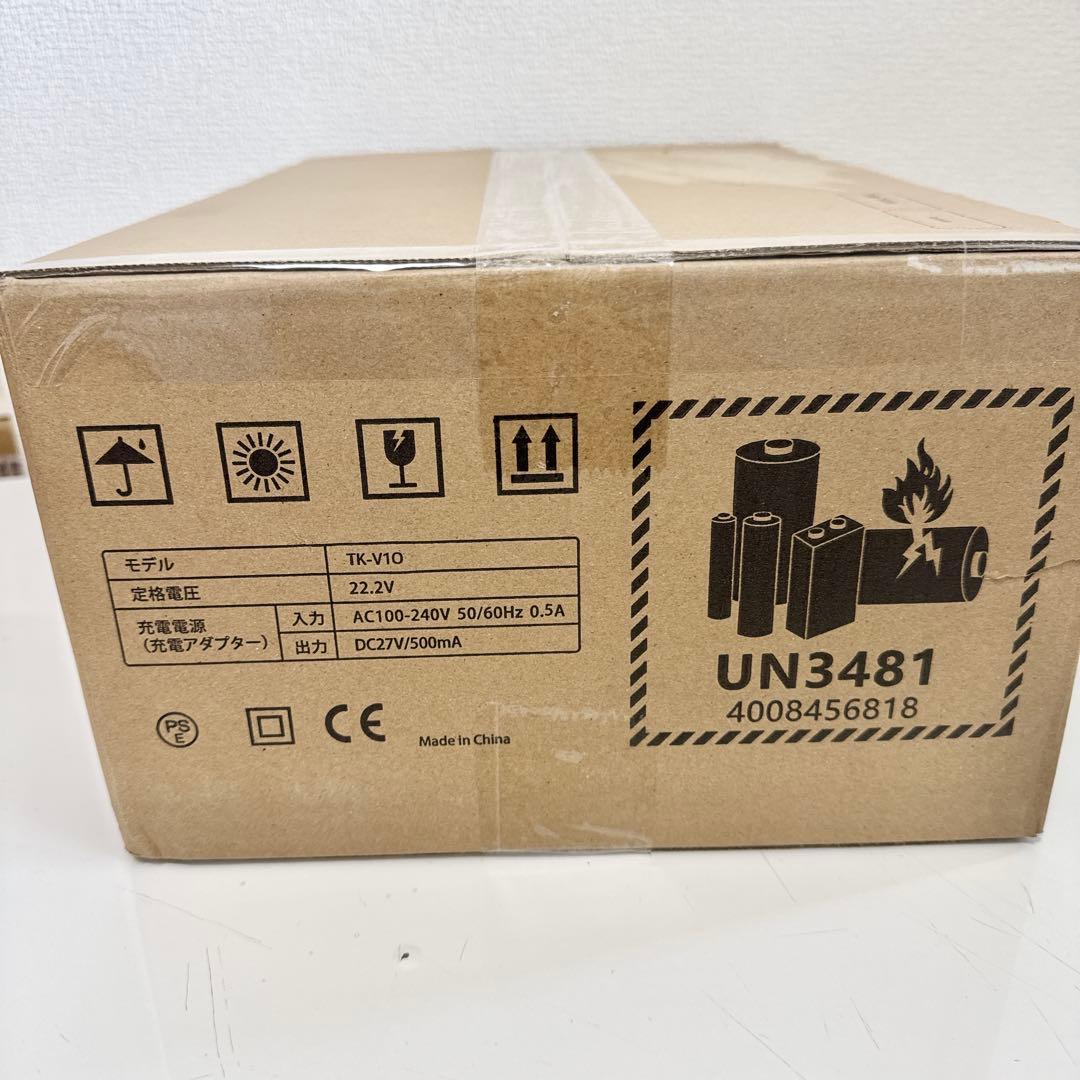 モデル TK-V10
定格電圧 22.2V
充電電源
(充電アダプター)
入力 AC100-240V 50/60Hz 0.5A
出力 DC27V/500mA
PS
E
CE
Made in China
UN3481
4008456818